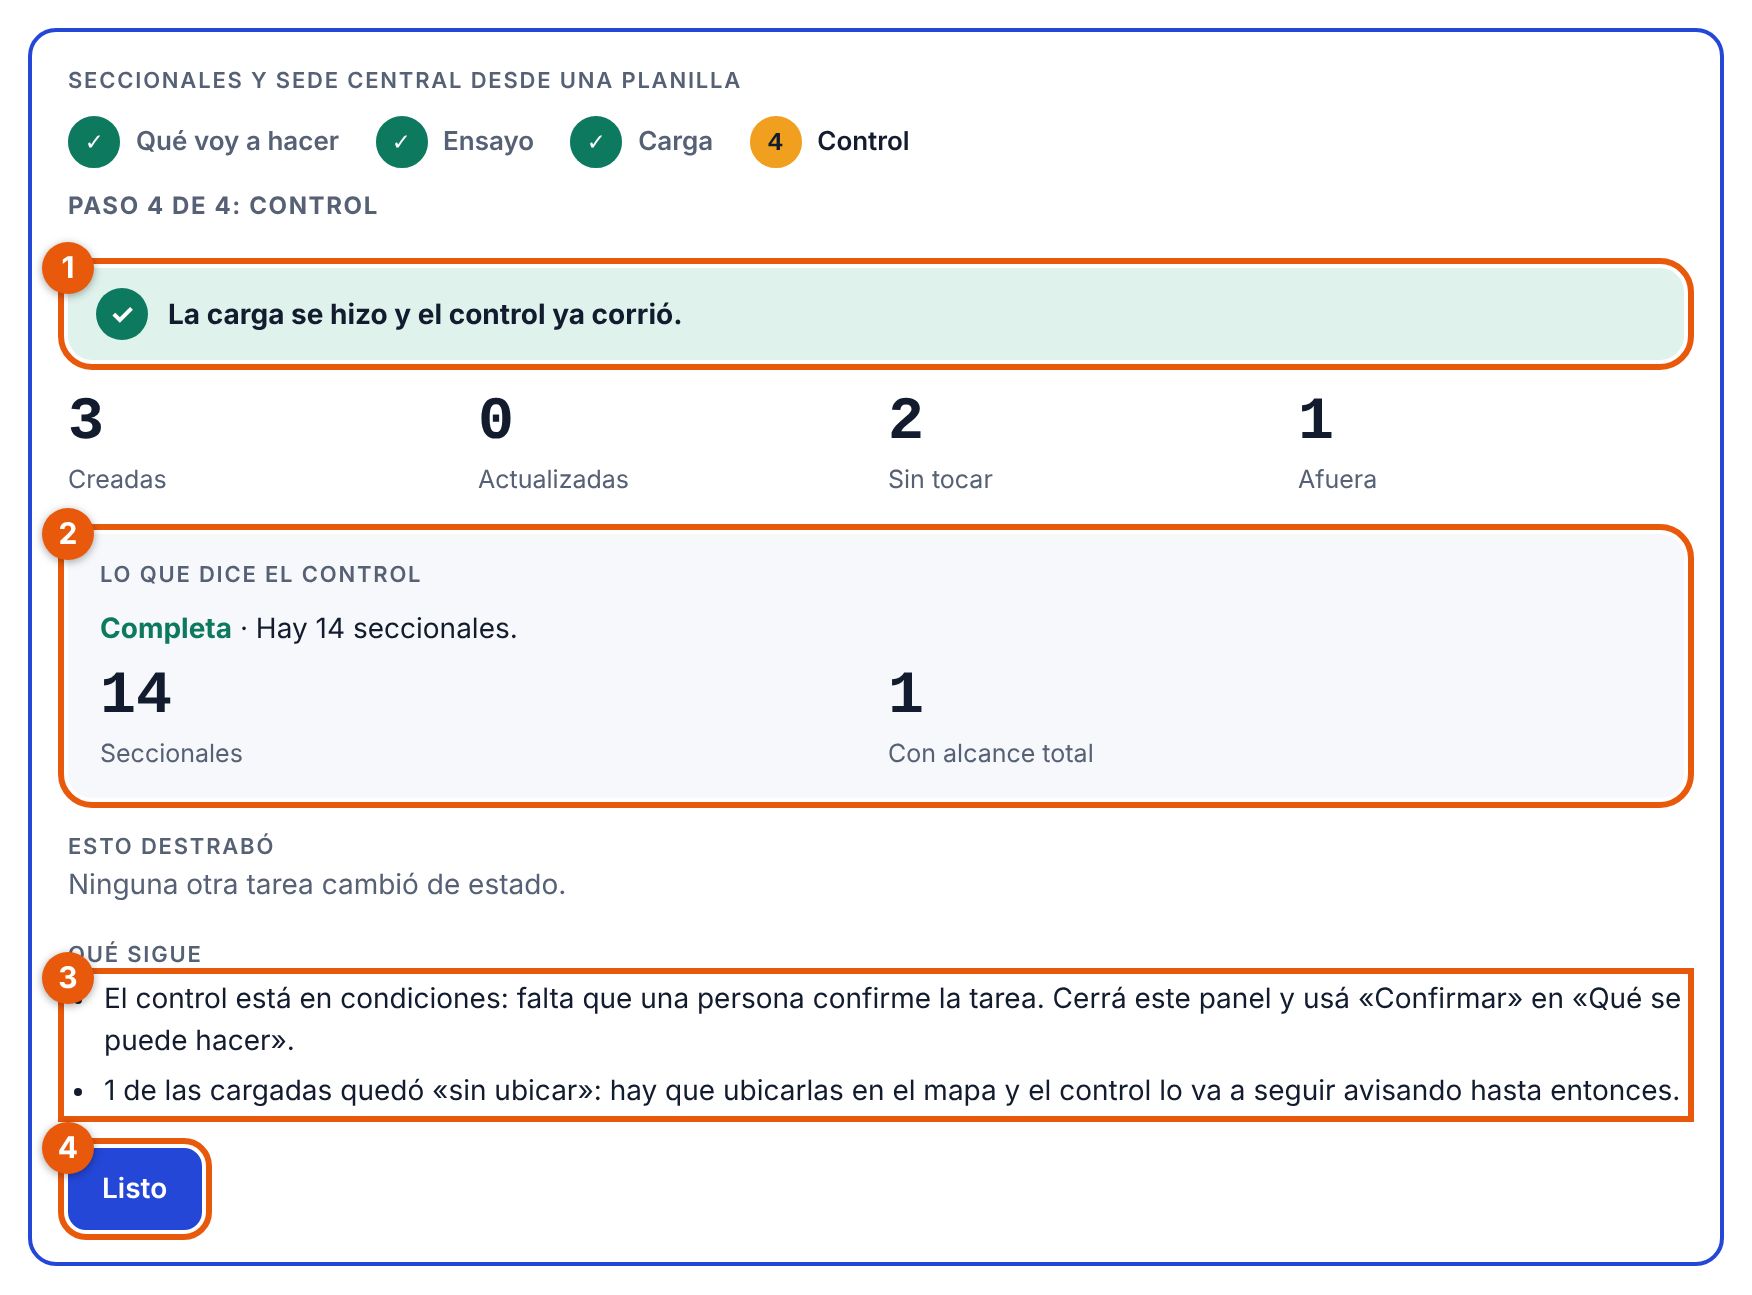 SECCIONALES Y SEDE CENTRAL DESDE UNA PLANILLA
✓ Qué voy a hacer ✓ Ensayo ✓ Carga 4 Control
PASO 4 DE 4: CONTROL
1
La carga se hizo y el control ya corrió.
3 0 2 1
Creadas Actualizadas Sin tocar Afuera
2
LO QUE DICE EL CONTROL
Completa · Hay 14 seccionales.
14 1
Seccionales Con alcance total
ESTO DESTRABÓ
Ninguna otra tarea cambió de estado.
QUÉ SIGUE
3
• El control está en condiciones: falta que una persona confirme la tarea. Cerrá este panel y usá «Confirmar» en «Qué se
puede hacer».
• 1 de las cargadas quedó «sin ubicar»: hay que ubicarlas en el mapa y el control lo va a seguir avisando hasta entonces.
4
Listo